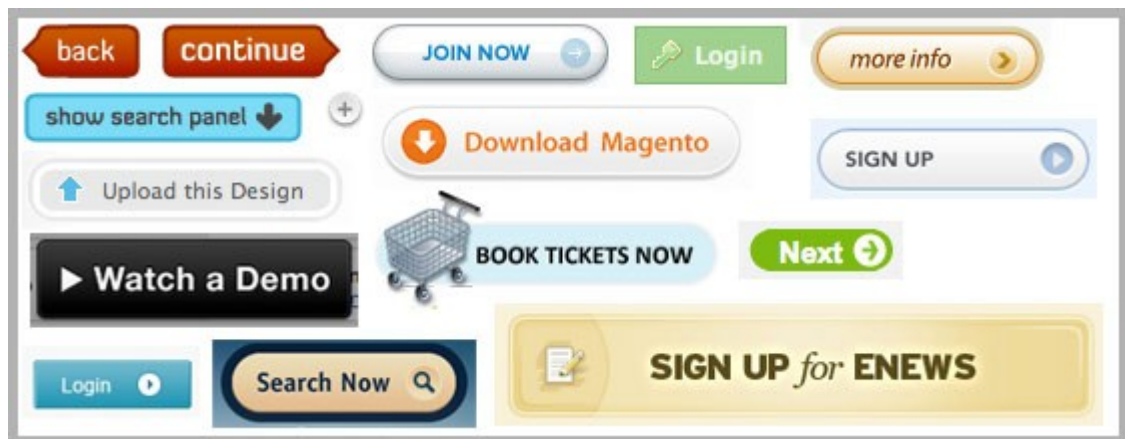 back
continue
JOIN NOW
Login
more info
show search panel
Download Magento
SIGN UP
Upload this Design
BOOK TICKETS NOW
Next
Watch a Demo
Login
Search Now
SIGN UP for ENEWS